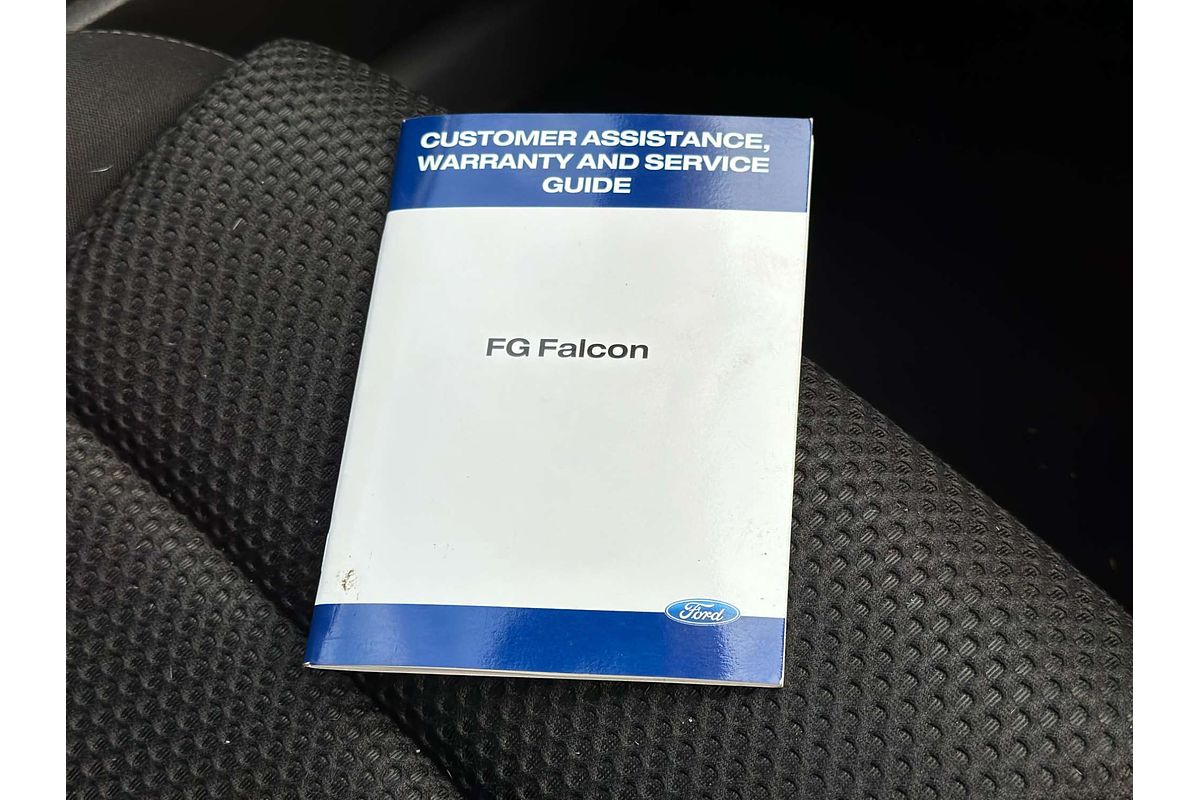 CUSTOMER ASSISTANCE,
WARRANTY AND SERVICE
GUIDE
FG Falcon
Ford